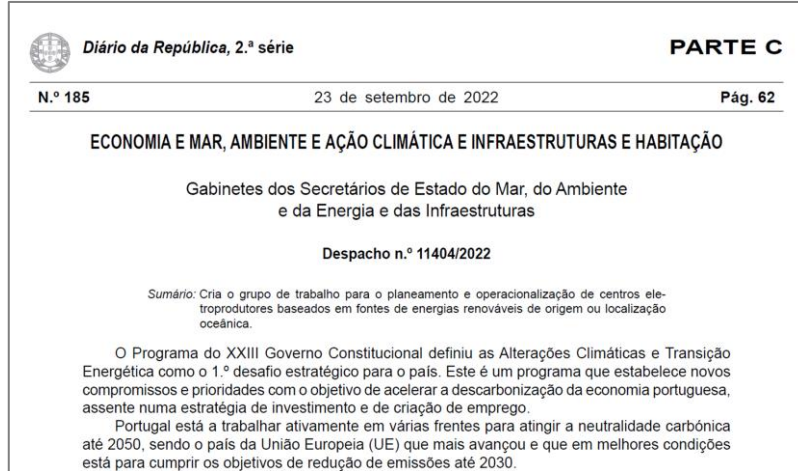 Diário da República, 2.ª série
PARTE C
N.º 185
23 de setembro de 2022
Pág. 62
ECONOMIA E MAR, AMBIENTE E AÇÃO CLIMÁTICA E INFRAESTRUTURAS E HABITAÇÃO
Gabinetes dos Secretários de Estado do Mar, do Ambiente
e da Energia e das Infraestruturas
Despacho n.º 11404/2022
Sumário: Cria o grupo de trabalho para o planeamento e operacionalização de centros ele-
troprodutores baseados em fontes de energias renováveis de origem ou localização
oceânica.
O Programa do XXIII Governo Constitucional definiu as Alterações Climáticas e Transição
Energética como o 1.º desafio estratégico para o país. Este é um programa que estabelece novos
compromissos e prioridades com o objetivo de acelerar a descarbonização da economia portuguesa,
assente numa estratégia de investimento e de criação de emprego.
Portugal está a trabalhar ativamente em várias frentes para atingir a neutralidade carbónica
até 2050, sendo o país da União Europeia (UE) que mais avançou e que em melhores condições
está para cumprir os objetivos de redução de emissões até 2030.